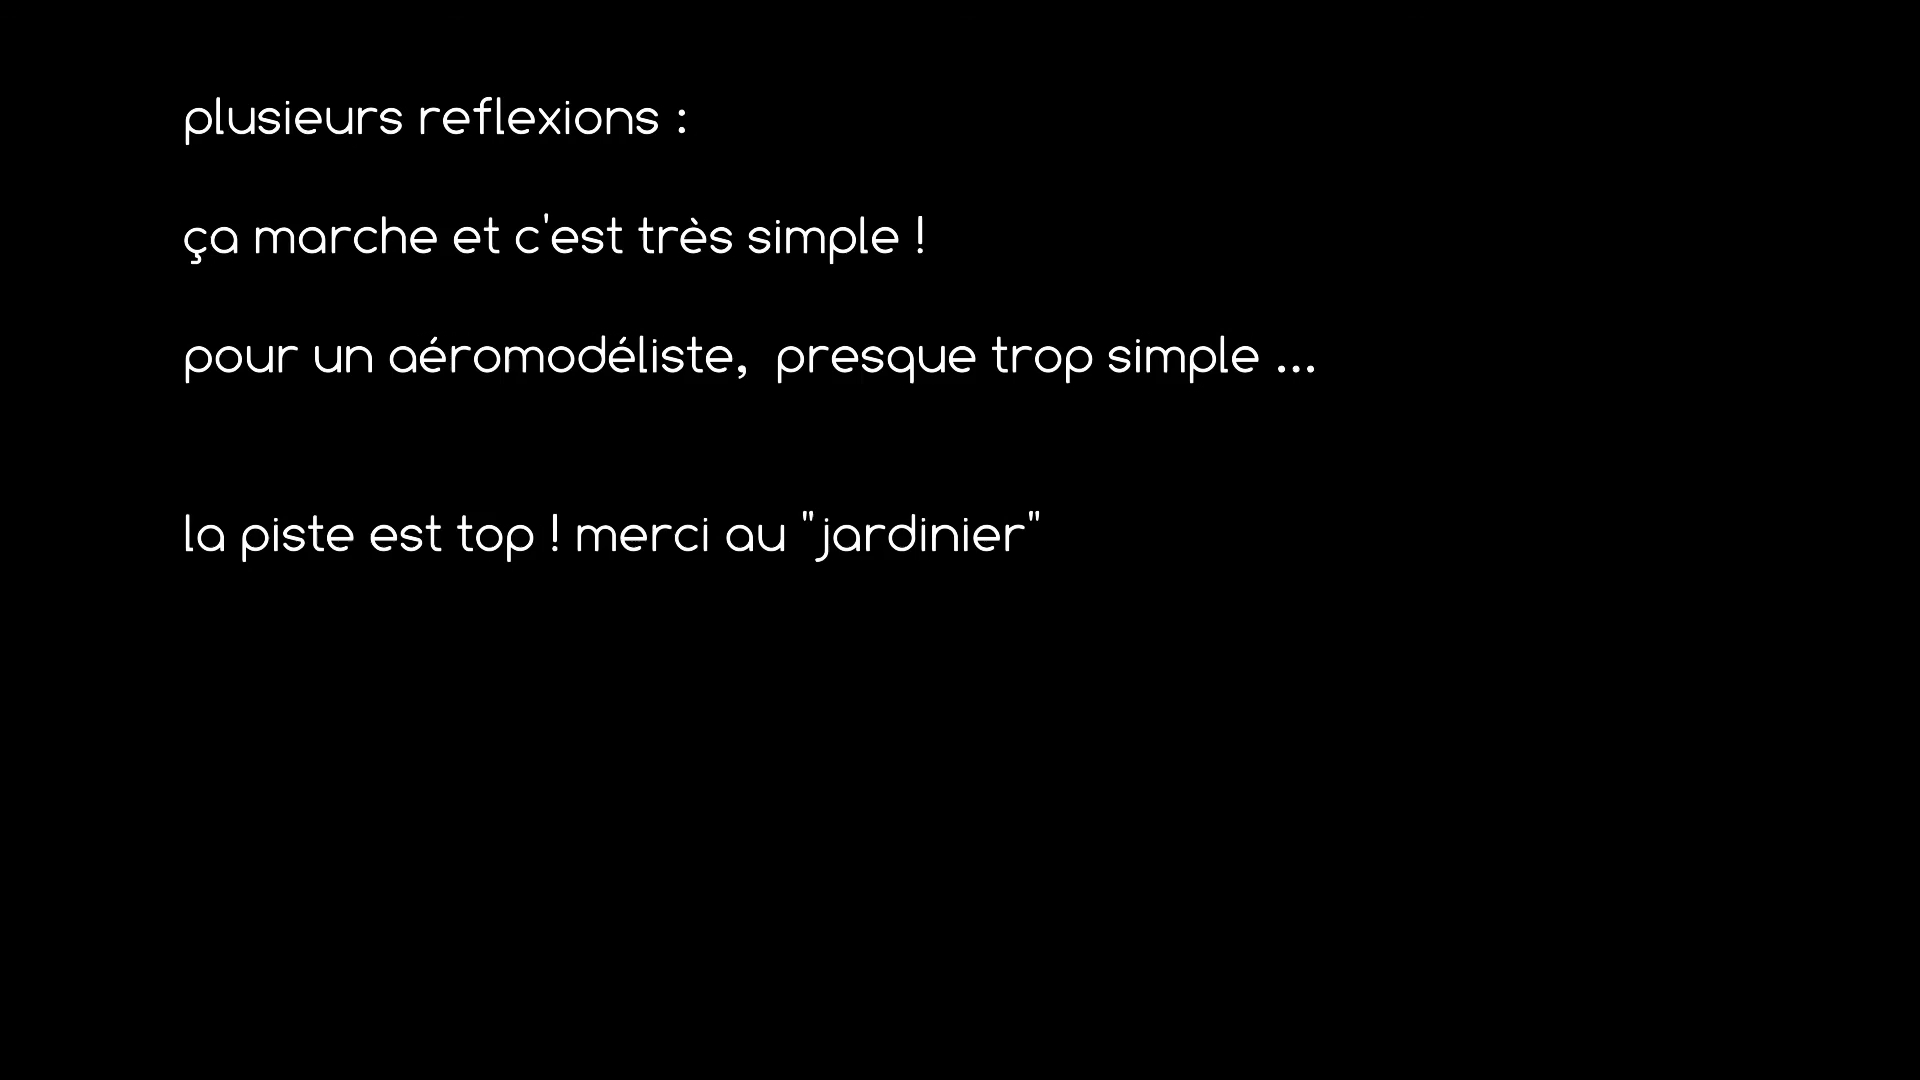 plusieurs reflexions :
ça marche et c'est très simple !
pour un aéromodéliste,  presque trop simple ...
la piste est top ! merci au "jardinier"